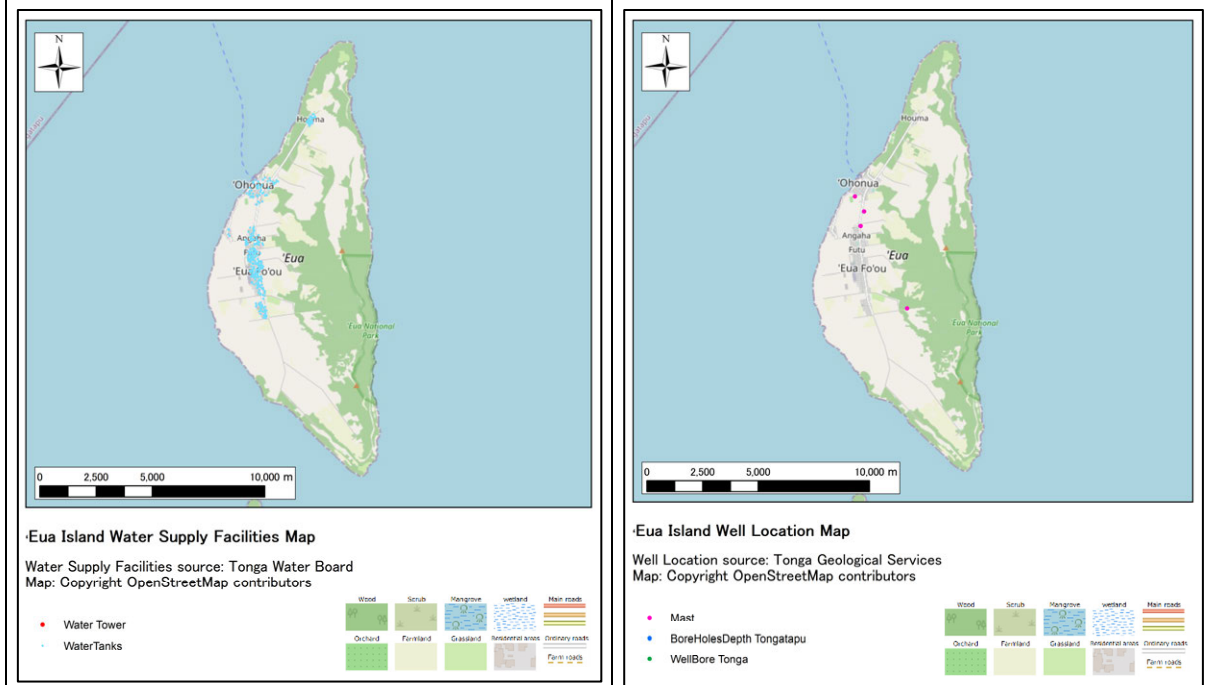 N
Houma
'Ohonua
Angaha
'Eua
'Eua Fo'ou
'Eua National
Park
0 2,500 5,000 10,000 m
'Eua Island Water Supply Facilities Map
Water Supply Facilities source: Tonga Water Board
Map: Copyright OpenStreetMap contributors
Water Tower
WaterTanks
Wood Scrub Mangrove wetland Main roads
Orchard Farmland Grassland Residential areas Ordinary roads
Farm roads
N
Houma
'Ohonua
Angaha
Futu
'Eua
'Eua Fo'ou
'Eua National
Park
0 2,500 5,000 10,000 m
'Eua Island Well Location Map
Well Location source: Tonga Geological Services
Map: Copyright OpenStreetMap contributors
Mast
BoreHolesDepth Tongatapu
WellBore Tonga
Wood Scrub Mangrove wetland Main roads
Orchard Farmland Grassland Residential areas Ordinary roads
Farm roads